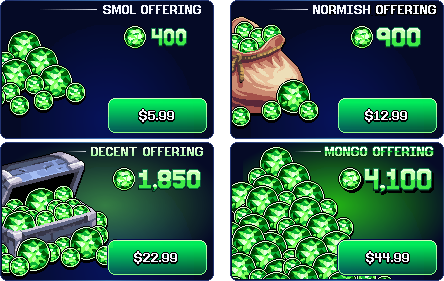 SMOL OFFERING
400
$5.99
NORMISH OFFERING
900
$12.99
DECENT OFFERING
1,850
$22.99
MONGO OFFERING
4,100
$44.99